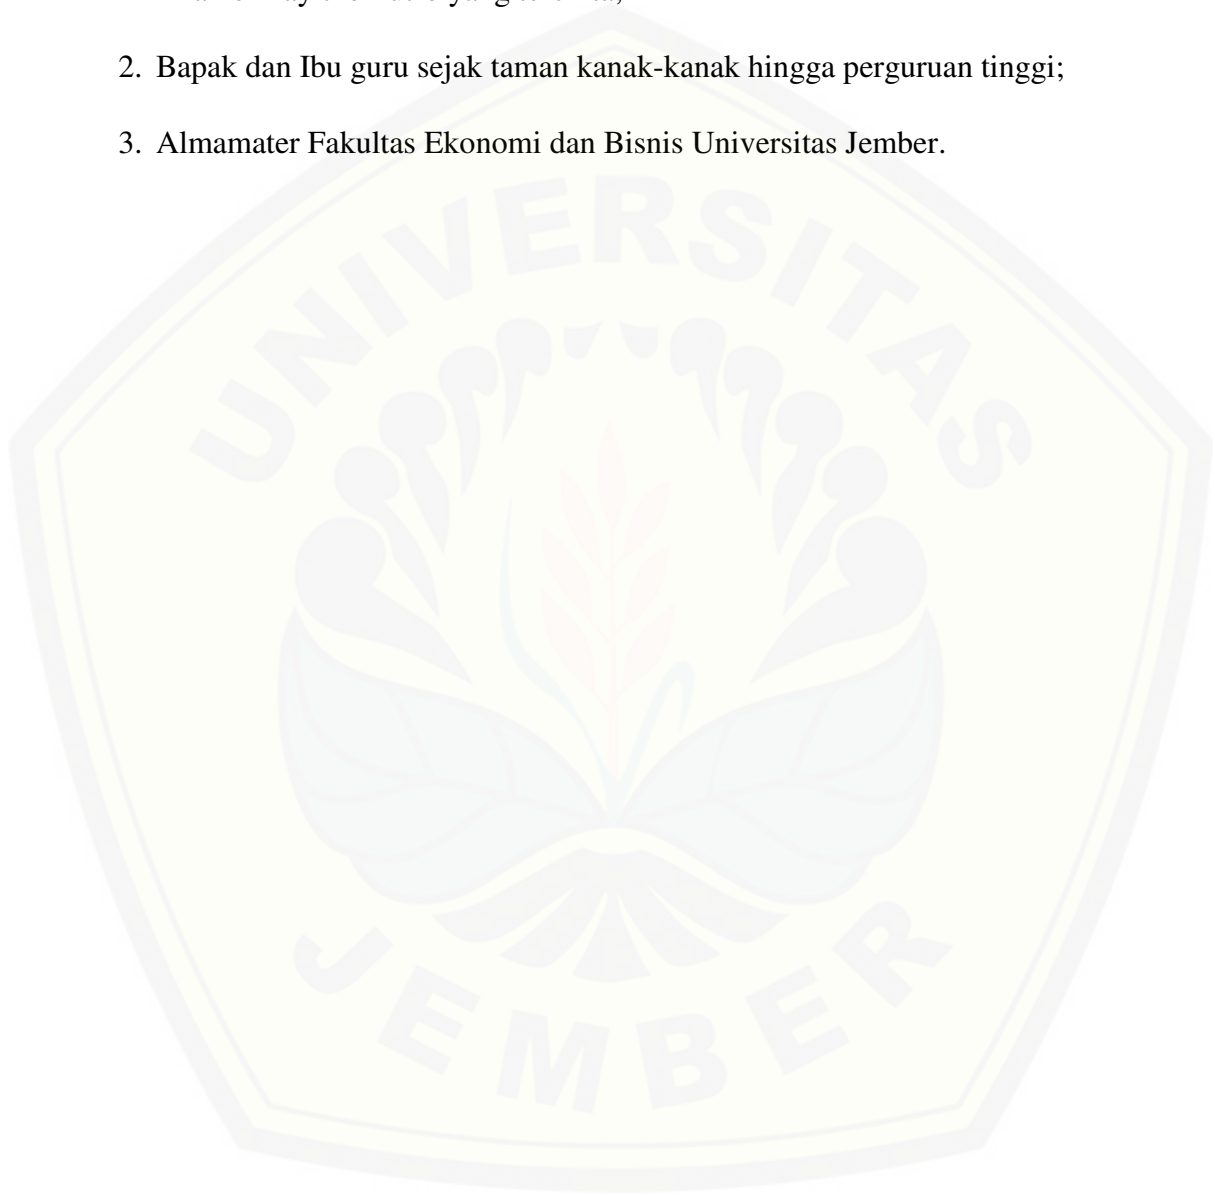 yang
2. Bapak dan Ibu guru sejak taman kanak-kanak hingga perguruan tinggi;
3. Almamater Fakultas Ekonomi dan Bisnis Universitas Jember.
UNIVERSITAS
JEMBER